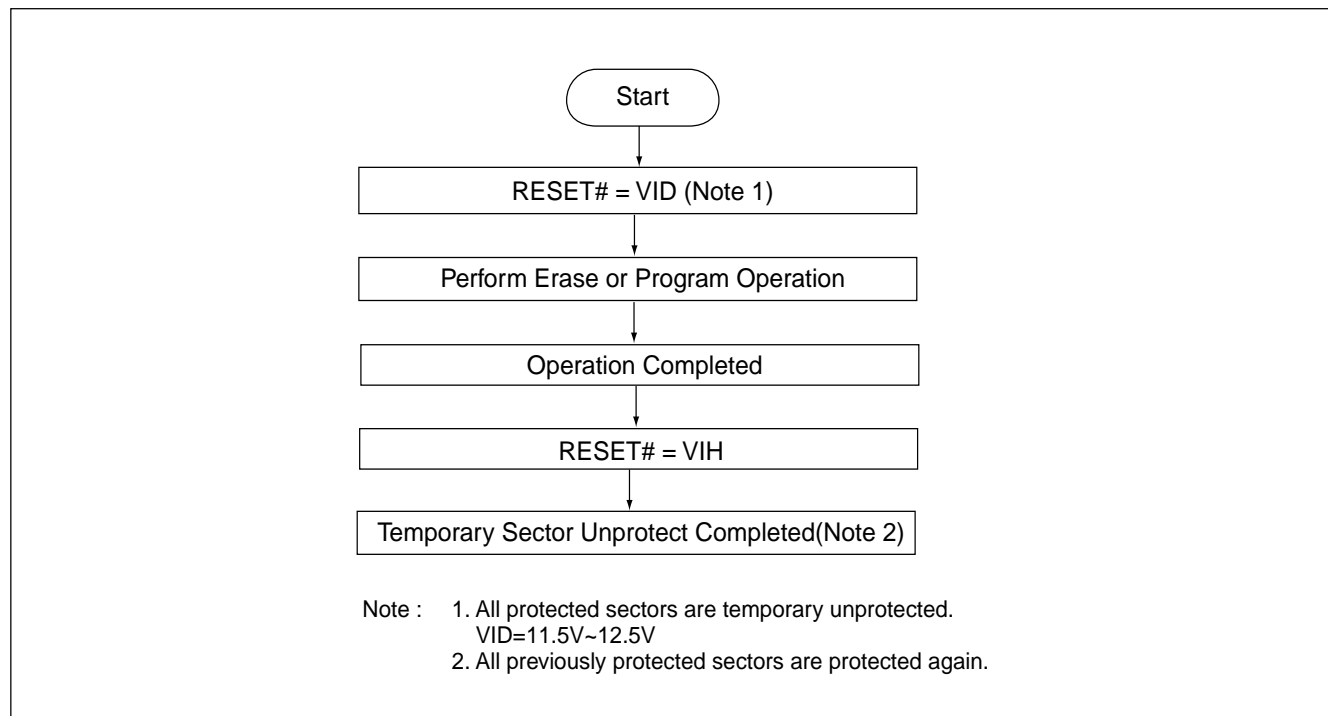 Start
RESET# = VID (Note 1)
Perform Erase or Program Operation
Operation Completed
RESET# = VIH
Temporary Sector Unprotect Completed(Note 2)
Note : 1. All protected sectors are temporary unprotected.
VID=11.5V~12.5V
2. All previously protected sectors are protected again.